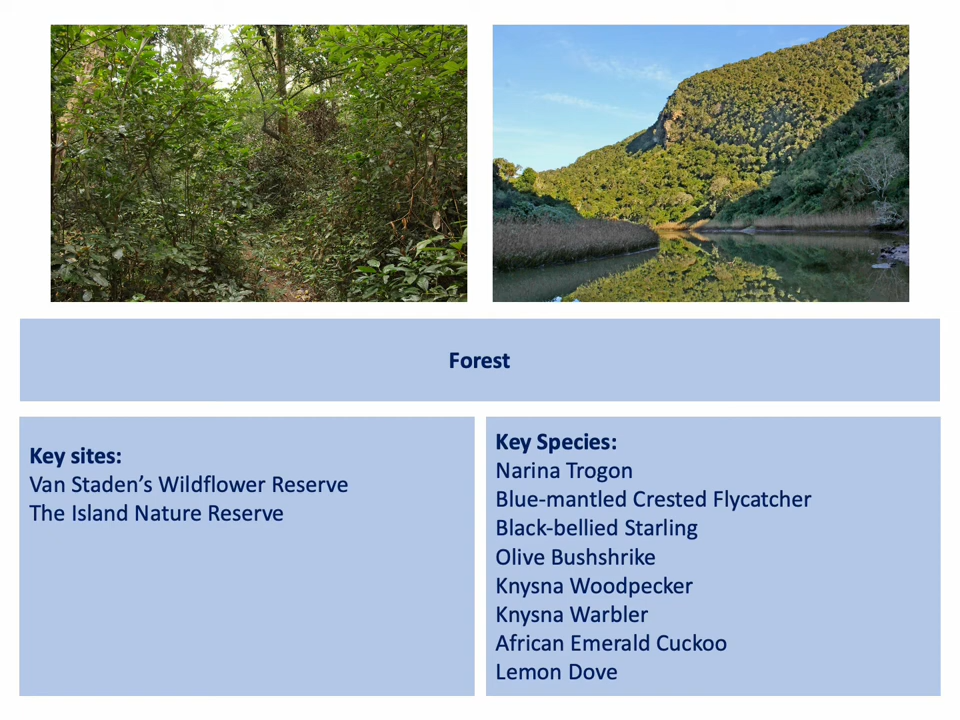 Forest
Key sites:
Van Staden’s Wildflower Reserve
The Island Nature Reserve
Key Species:
Narina Trogon
Blue-mantled Crested Flycatcher
Black-bellied Starling
Olive Bushshrike
Knysna Woodpecker
Knysna Warbler
African Emerald Cuckoo
Lemon Dove